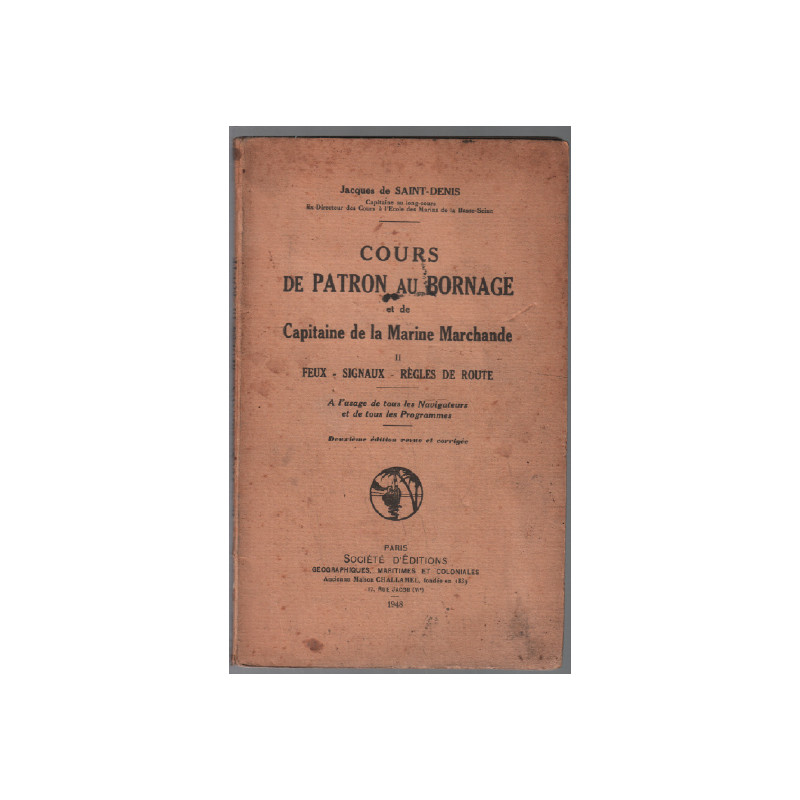 Jacques de SAINT-DENIS
Capitaine au long-cours
Ex-Directeur des Cours à l'Ecole des Marins de la Basse-Seine
COURS
DE PATRON AU BORNAGE
et de
Capitaine de la Marine Marchande
II
FEUX - SIGNAUX - RÈGLES DE ROUTE
A l'usage de tous les Navigateurs
et de tous les Programmes
Deuxième édition revue et corrigée
PARIS
SOCIÉTÉ D'ÉDITIONS
GÉOGRAPHIQUES, MARITIMES ET COLONIALES
Ancienne Maison CHALLAMEL, fondée en 1839
17, RUE JACOB (VIe)
1948